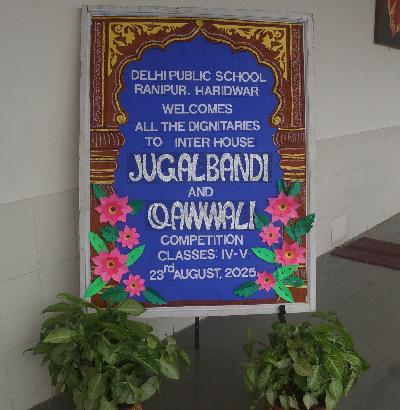 DELHI PUBLIC SCHOOL
RANIPUR, HARIDWAR
WELCOMES
ALL THE DIGNITARIES
TO INTER HOUSE
JUGALBANDI
AND
QAWWALI
COMPETITION
CLASSES: IV-V
23rd AUGUST, 2025